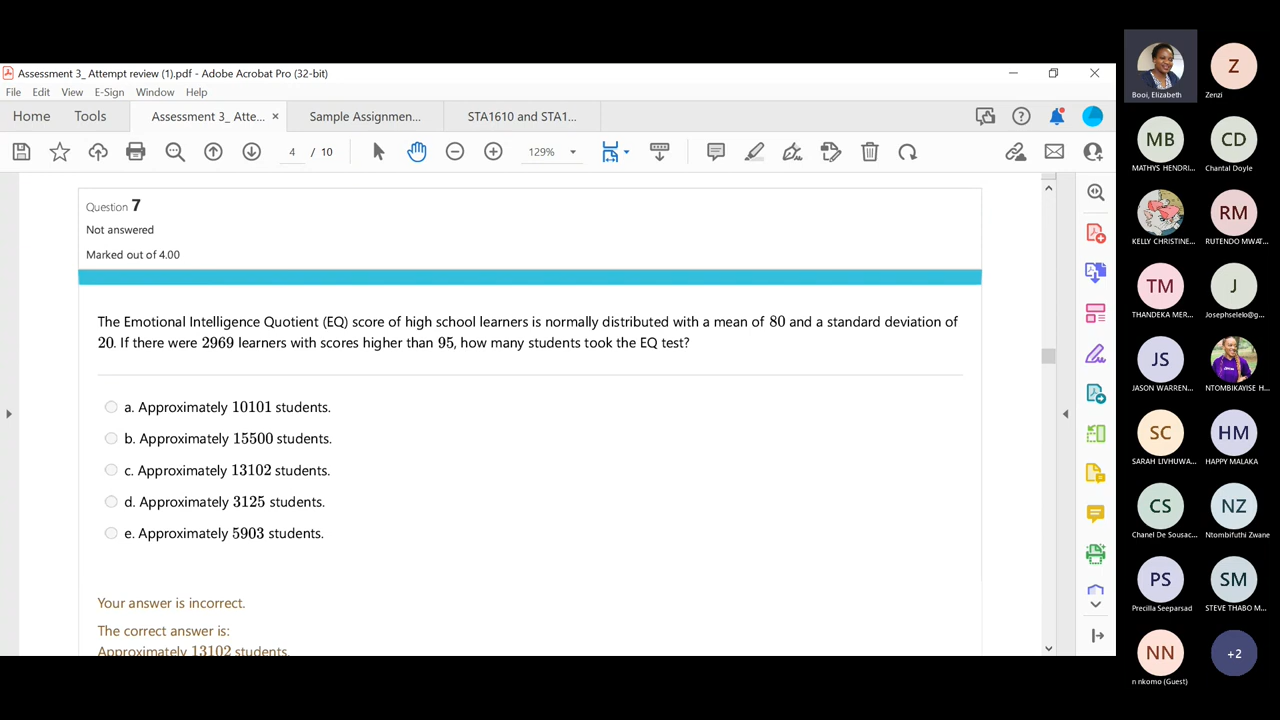 Assessment 3_ Attempt review (1).pdf - Adobe Acrobat Pro (32-bit)
File Edit View E-Sign Window Help
Home Tools Assessment 3_ Atte... × Sample Assignmen... STA1610 and STA1...
4 / 10 129%
Question 7
Not answered
Marked out of 4.00
The Emotional Intelligence Quotient (EQ) score of high school learners is normally distributed with a mean of 80 and a standard deviation of
20. If there were 2969 learners with scores higher than 95, how many students took the EQ test?
a. Approximately 10101 students.
b. Approximately 15500 students.
c. Approximately 13102 students.
d. Approximately 3125 students.
e. Approximately 5903 students.
Your answer is incorrect.
The correct answer is:
Approximately 13102 students.
Z
Booi, Elizabeth Zenzi
MB CD
MATHYS HENDRI... Chantal Doyle
RM
KELLY CHRISTINE... RUTENDO MWAT...
TM J
THANDEKA MER... Josephselelo@g...
JS
JASON WARREN... NTOMBIKAYISE H...
SC HM
SARAH LIVHUWA... HAPPY MALAKA
CS NZ
Chanel De Sousac... Ntombifuthi Zwane
PS SM
Precilla Seeparsad STEVE THABO M...
NN +2
n nkomo (Guest)